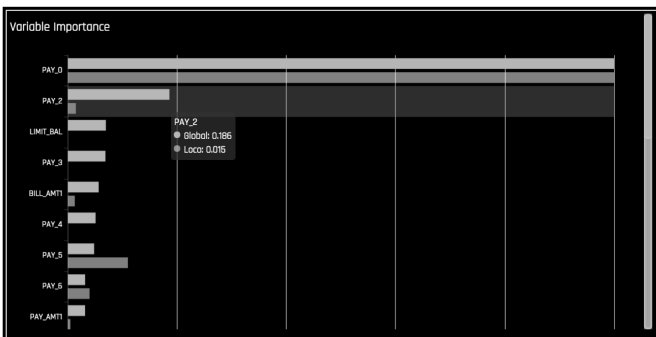 Variable Importance
PAY_0
PAY_2
PAY_2
Global: 0.186
Loco: 0.015
LIMIT_BAL
PAY_3
BILL_AMT1
PAY_4
PAY_5
PAY_6
PAY_AMT1